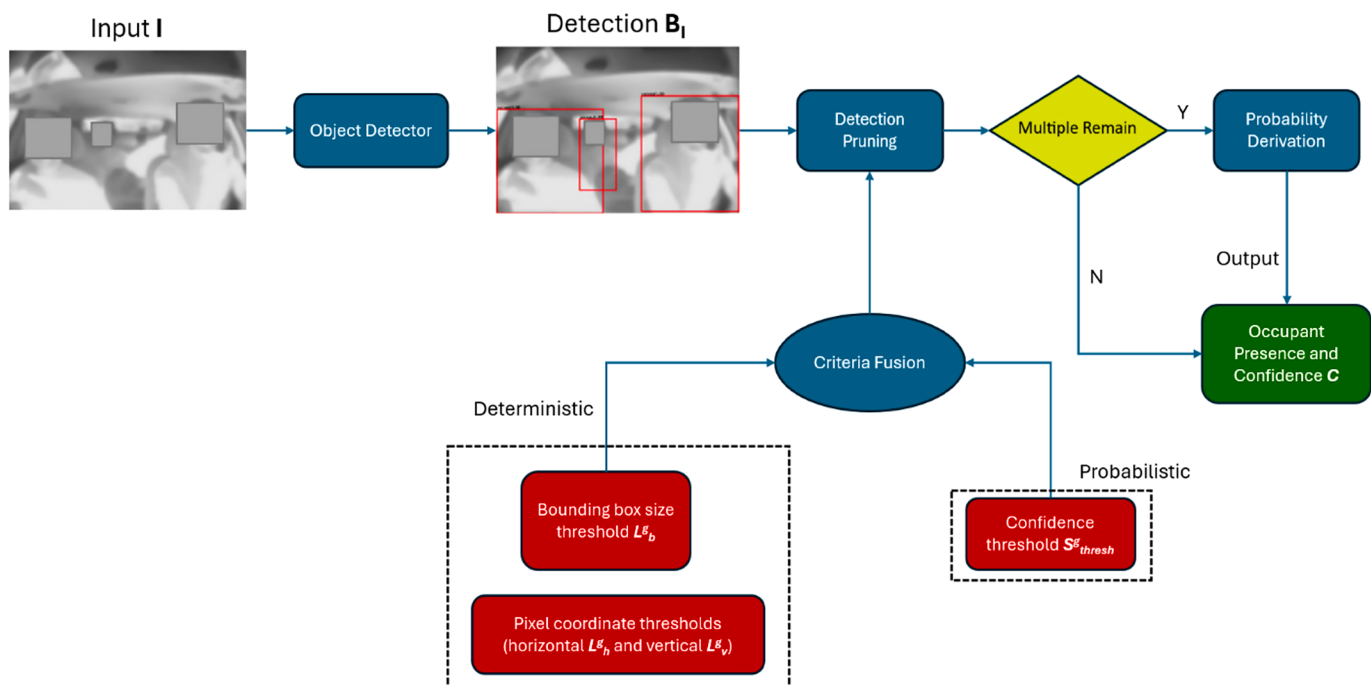 Input I
Detection B_I
Object Detector
Detection
Pruning
Multiple Remain
Y
Probability
Derivation
N
Output
Occupant
Presence and
Confidence C
Criteria Fusion
Deterministic
Probabilistic
Bounding box size
threshold L^g_b
Confidence
threshold S^g_thresh
Pixel coordinate thresholds
(horizontal L^g_h and vertical L^g_v)